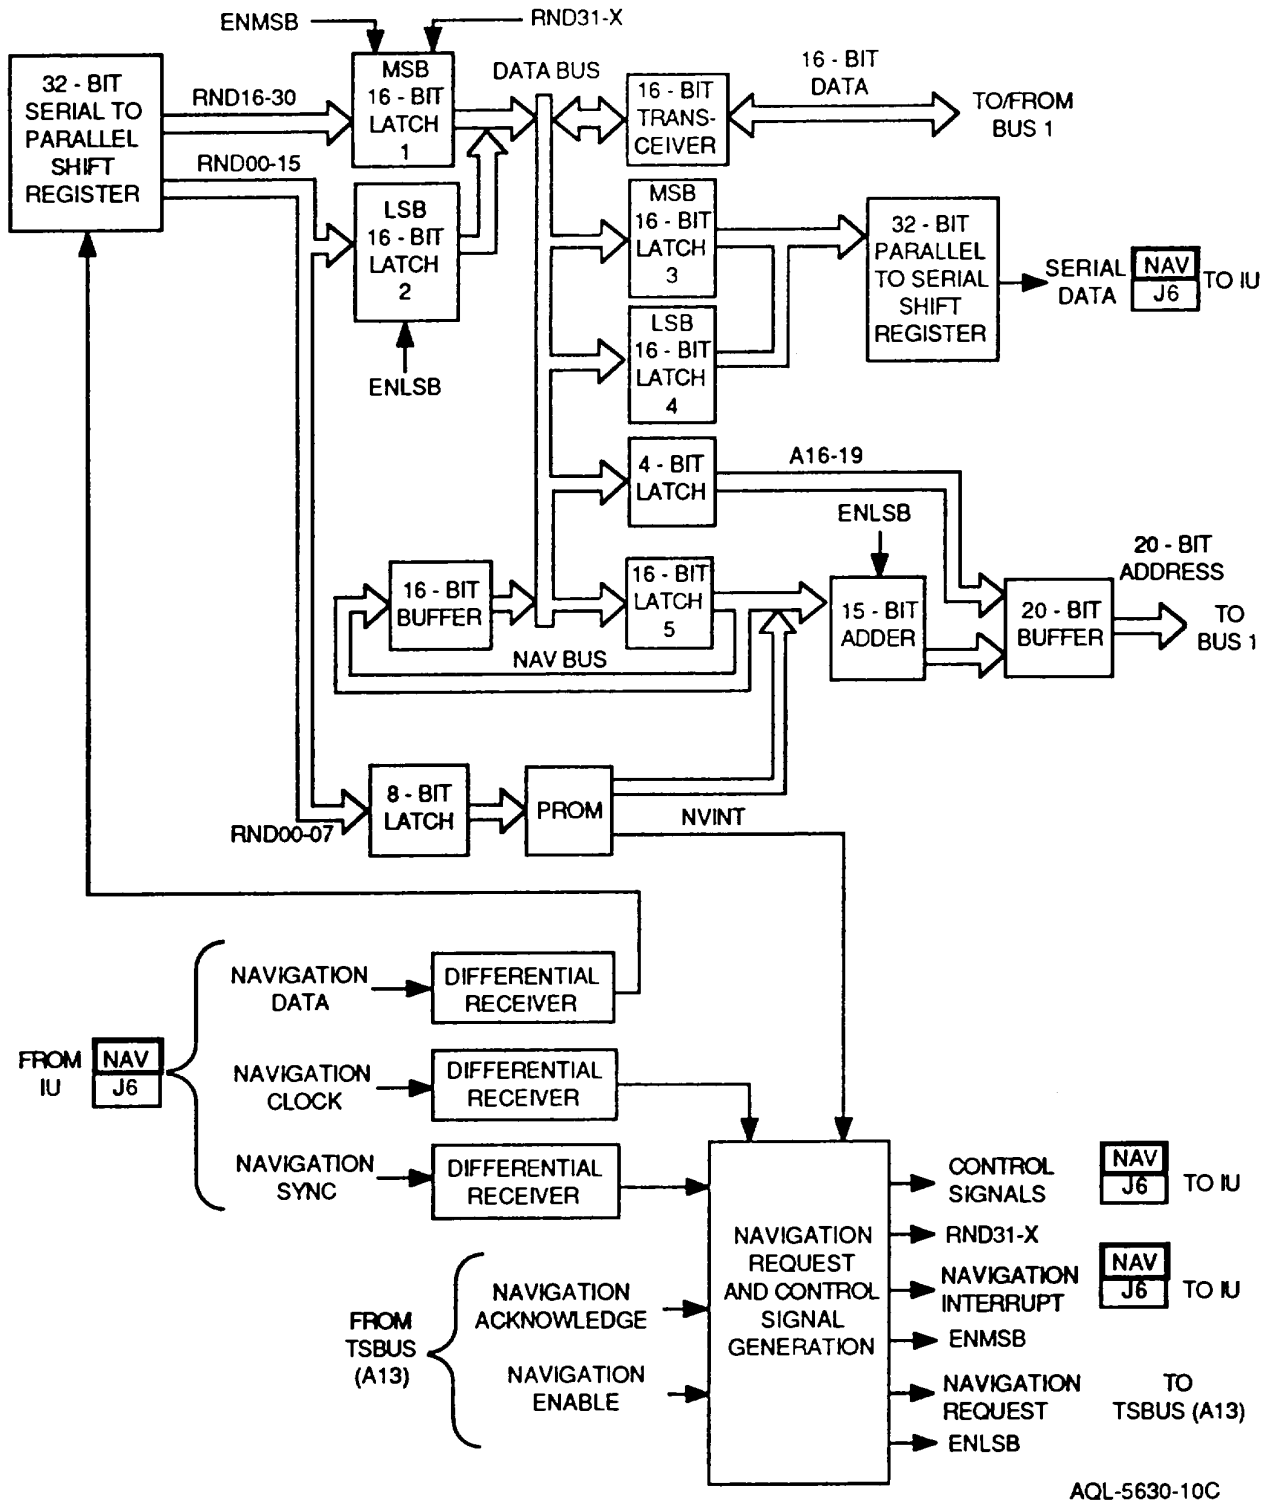 ENMSB
RND31-X
32 - BIT
SERIAL TO
PARALLEL
SHIFT
REGISTER
RND16-30
RND00-15
MSB
16 - BIT
LATCH
1
DATA BUS
16 - BIT
TRANS-
CEIVER
16 - BIT
DATA
TO/FROM
BUS 1
LSB
16 - BIT
LATCH
2
ENLSB
MSB
16 - BIT
LATCH
3
LSB
16 - BIT
LATCH
4
32 - BIT
PARALLEL
TO SERIAL
SHIFT
REGISTER
SERIAL
DATA
NAV
J6
TO IU
4 - BIT
LATCH
A16-19
ENLSB
16 - BIT
BUFFER
NAV BUS
16 - BIT
LATCH
5
15 - BIT
ADDER
20 - BIT
BUFFER
20 - BIT
ADDRESS
TO
BUS 1
RND00-07
8 - BIT
LATCH
PROM
NVINT
FROM
IU
NAV
J6
NAVIGATION
DATA
DIFFERENTIAL
RECEIVER
NAVIGATION
CLOCK
DIFFERENTIAL
RECEIVER
NAVIGATION
SYNC
DIFFERENTIAL
RECEIVER
FROM
TSBUS
(A13)
NAVIGATION
ACKNOWLEDGE
NAVIGATION
ENABLE
NAVIGATION
REQUEST
AND CONTROL
SIGNAL
GENERATION
CONTROL
SIGNALS
NAV
J6
TO IU
RND31-X
NAVIGATION
INTERRUPT
NAV
J6
TO IU
ENMSB
NAVIGATION
REQUEST
TO
TSBUS (A13)
ENLSB
AQL-5630-10C